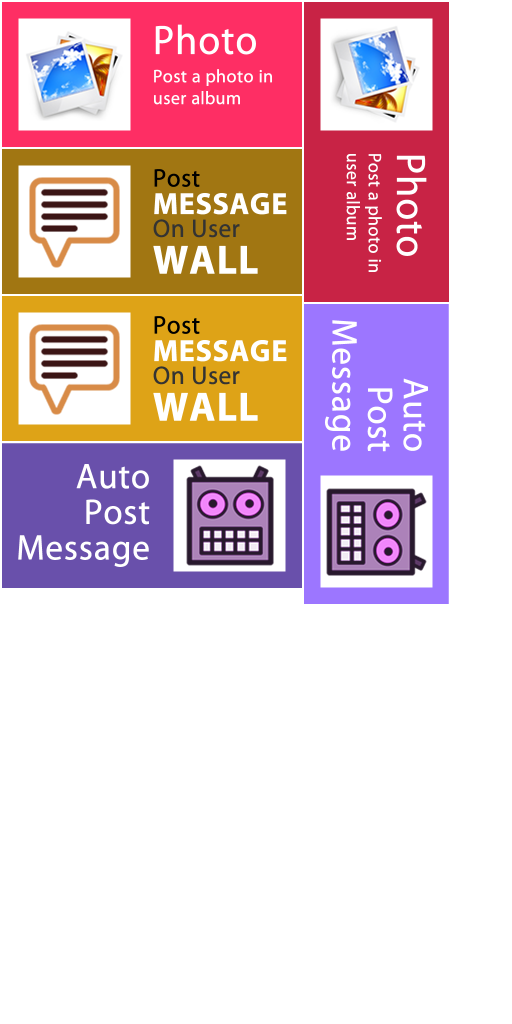 Photo
Post a photo in
user album
Post
MESSAGE
On User
WALL
Post
MESSAGE
On User
WALL
Auto
Post
Message
Photo
Post a photo in
user album
Auto
Post
Message